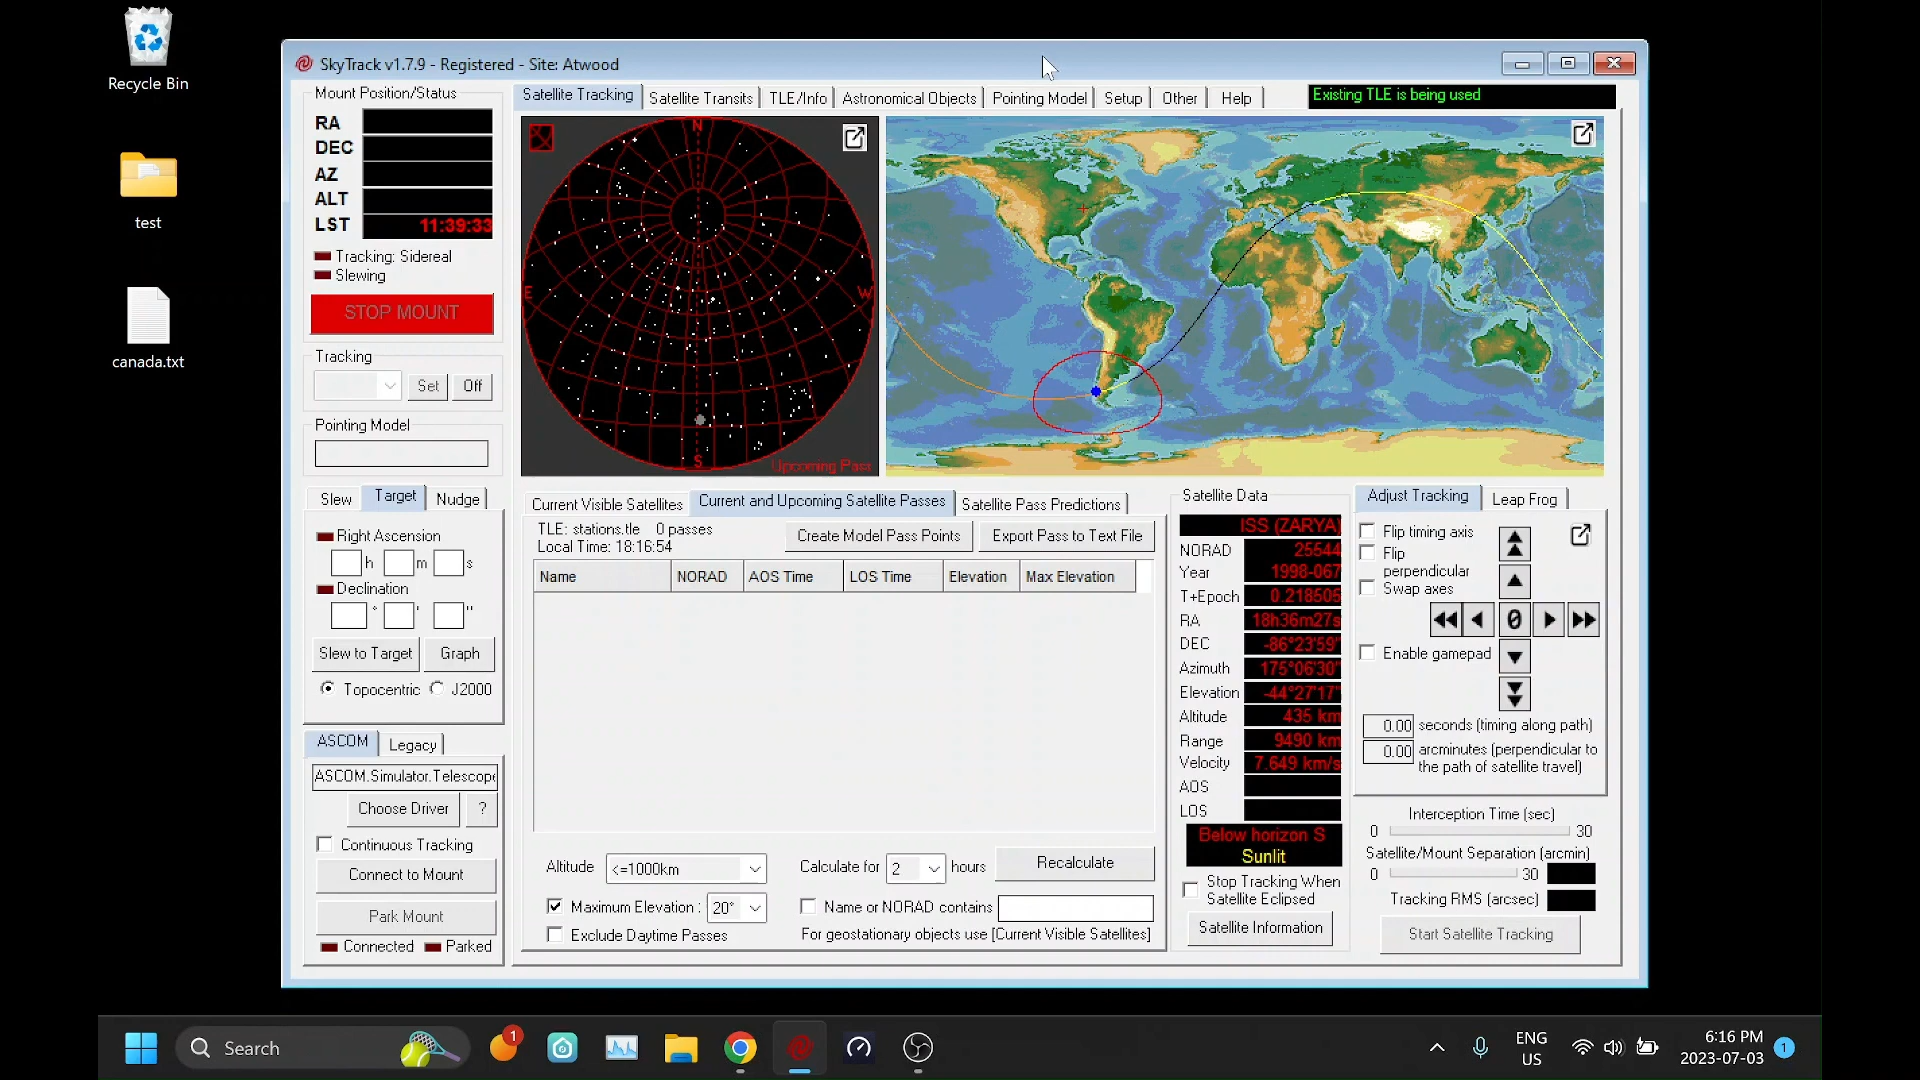 Recycle Bin
test
canada.txt
SkyTrack v1.7.9 - Registered - Site: Atwood
Mount Position/Status
RA
DEC
AZ
ALT
LST 11:39:33
Tracking: Sidereal
Slewing
STOP MOUNT
Tracking
Set Off
Pointing Model
Slew Target Nudge
Right Ascension
h m s
Declination
° ' "
Slew to Target Graph
Topocentric J2000
ASCOM Legacy
ASCOM.Simulator.Telescope
Choose Driver ?
Continuous Tracking
Connect to Mount
Park Mount
Connected Parked
Satellite Tracking Satellite Transits TLE/Info Astronomical Objects Pointing Model Setup Other Help
Existing TLE is being used
N
E W
S
Upcoming Pass
Current Visible Satellites Current and Upcoming Satellite Passes Satellite Pass Predictions
TLE: stations.tle 0 passes
Local Time: 18:16:54
Create Model Pass Points Export Pass to Text File
Name NORAD AOS Time LOS Time Elevation Max Elevation
Altitude <=1000km Calculate for 2 hours Recalculate
Maximum Elevation : 20° Name or NORAD contains
Exclude Daytime Passes For geostationary objects use [Current Visible Satellites]
Satellite Data
ISS (ZARYA)
NORAD 25544
Year 1998-067
T+Epoch 0.218505
RA 18h36m27s
DEC -86°23'59"
Azimuth 175°06'30"
Elevation -44°27'17"
Altitude 435 km
Range 9490 km
Velocity 7.649 km/s
AOS
LOS
Below horizon S
Sunlit
Stop Tracking When
Satellite Eclipsed
Satellite Information
Adjust Tracking Leap Frog
Flip timing axis
Flip
perpendicular
Swap axes
0
Enable gamepad
0.00 seconds (timing along path)
0.00 arcminutes (perpendicular to
the path of satellite travel)
Interception Time (sec)
0 30
Satellite/Mount Separation (arcmin)
0 30
Tracking RMS (arcsec)
Start Satellite Tracking
Search
1
ENG
US
6:16 PM
2023-07-03
1